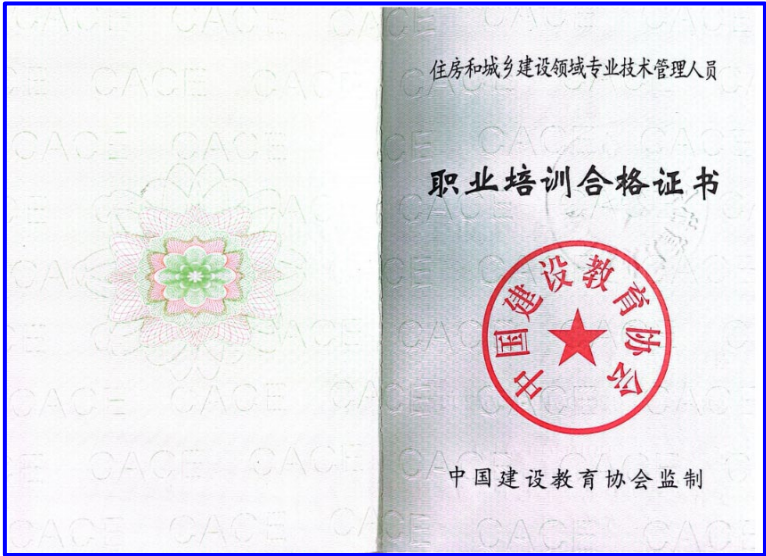 住房和城乡建设领域专业技术管理人员
职业培训合格证书
中国建设教育协会
中国建设教育协会监制
CACE